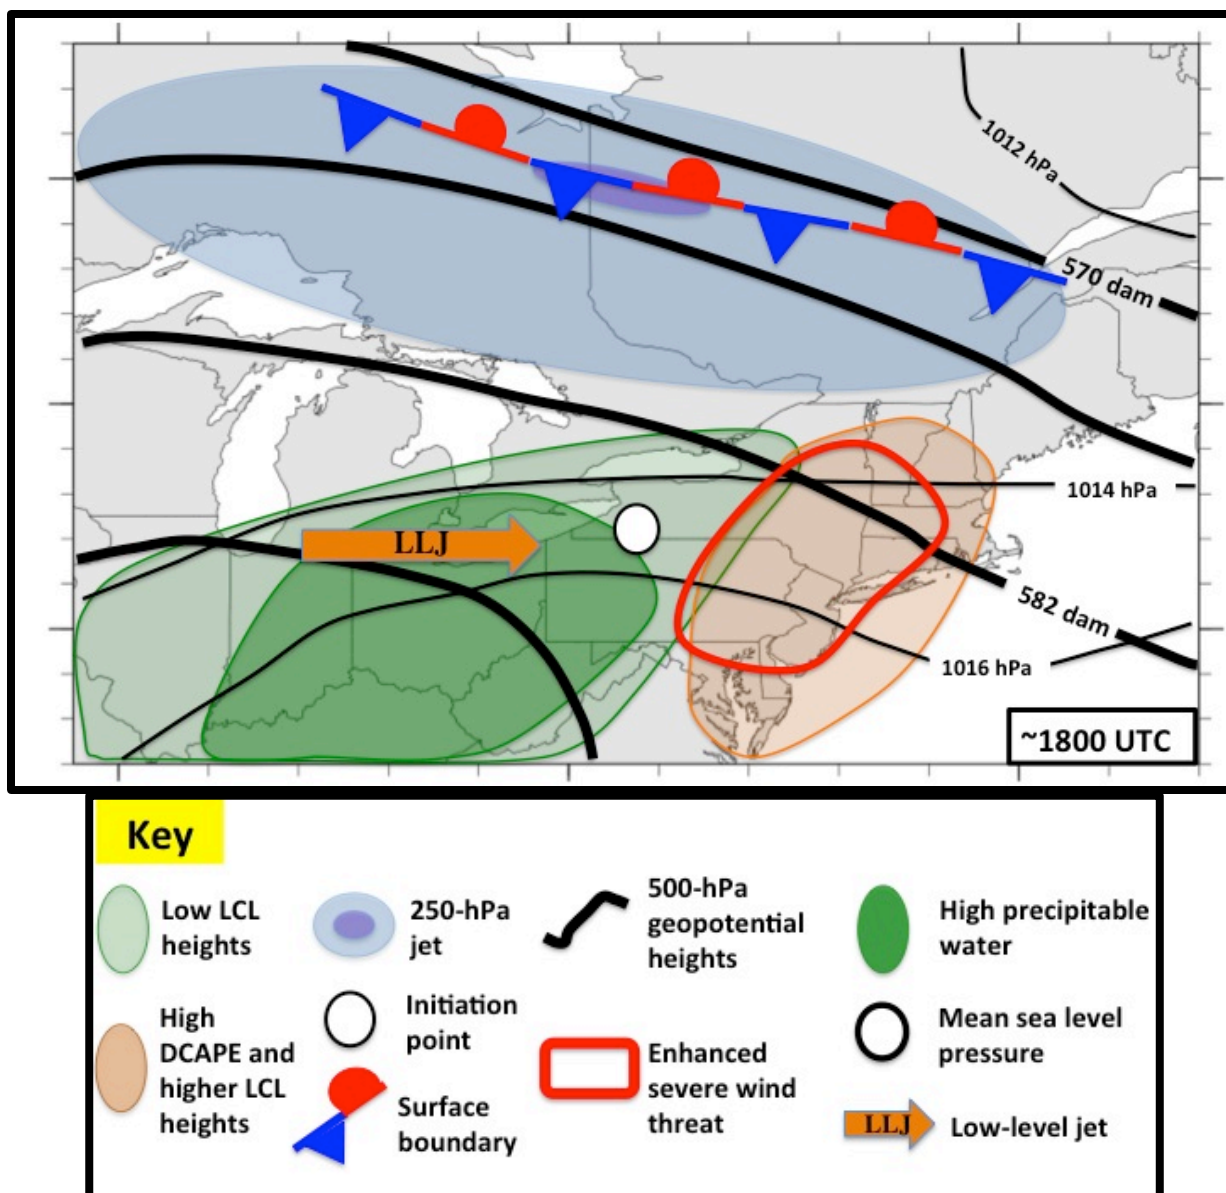 1012 hPa
570 dam
1014 hPa
LLJ
582 dam
1016 hPa
~1800 UTC
Key
Low LCL
heights
250-hPa
jet
500-hPa
geopotential
heights
High precipitable
water
High
DCAPE and
higher LCL
heights
Initiation
point
Surface
boundary
Enhanced
severe wind
threat
Mean sea level
pressure
LLJ
Low-level jet